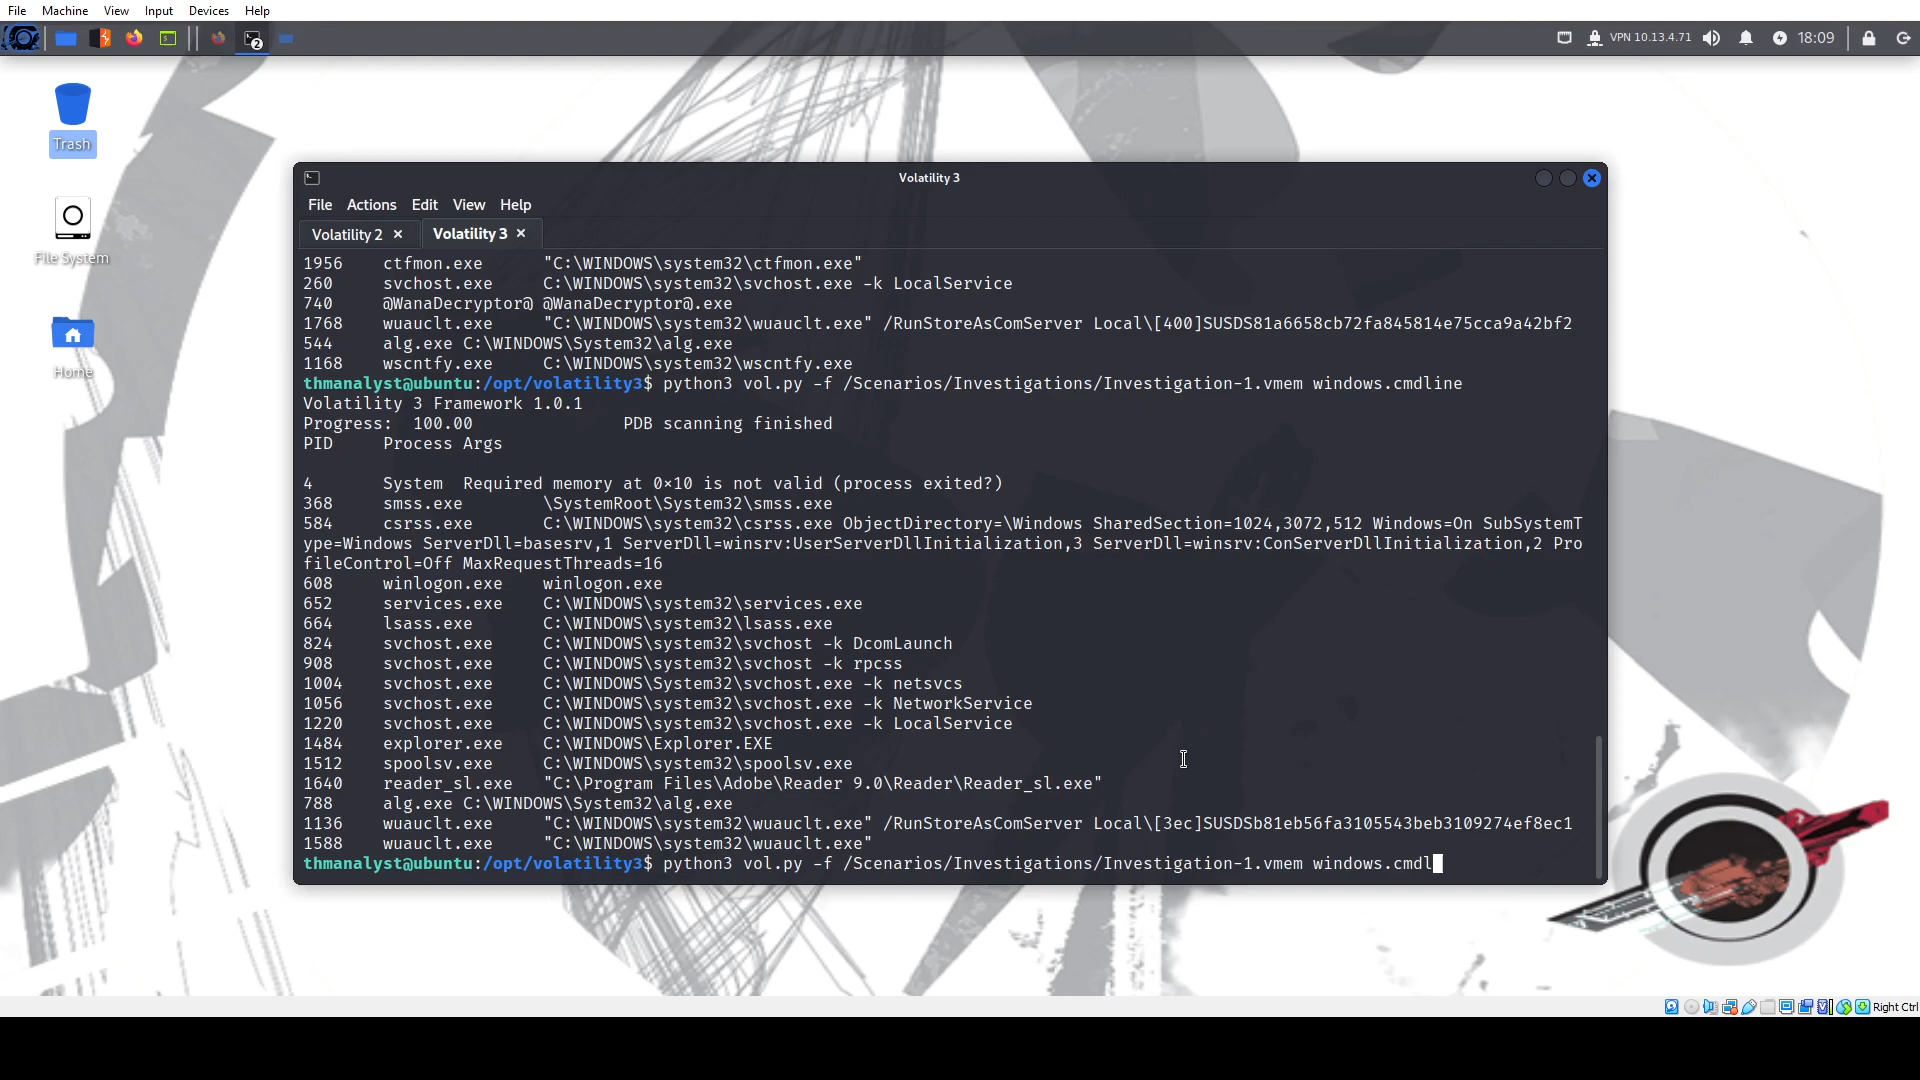 File Machine View Input Devices Help
2 VPN 10.13.4.71 18:09
Trash
File System
Home
Volatility 3
File Actions Edit View Help
Volatility 2 × Volatility 3 ×
1956 ctfmon.exe "C:\WINDOWS\system32\ctfmon.exe"
260 svchost.exe C:\WINDOWS\system32\svchost.exe -k LocalService
740 @WanaDecryptor@ @WanaDecryptor@.exe
1768 wuauclt.exe "C:\WINDOWS\system32\wuauclt.exe" /RunStoreAsComServer Local\[400]SUSDS81a6658cb72fa845814e75cca9a42bf2
544 alg.exe C:\WINDOWS\System32\alg.exe
1168 wscntfy.exe C:\WINDOWS\system32\wscntfy.exe
thmanalyst@ubuntu:/opt/volatility3$ python3 vol.py -f /Scenarios/Investigations/Investigation-1.vmem windows.cmdline
Volatility 3 Framework 1.0.1
Progress: 100.00 PDB scanning finished
PID Process Args
4 System Required memory at 0×10 is not valid (process exited?)
368 smss.exe \SystemRoot\System32\smss.exe
584 csrss.exe C:\WINDOWS\system32\csrss.exe ObjectDirectory=\Windows SharedSection=1024,3072,512 Windows=On SubSystemT
ype=Windows ServerDll=basesrv,1 ServerDll=winsrv:UserServerDllInitialization,3 ServerDll=winsrv:ConServerDllInitialization,2 Pro
fileControl=Off MaxRequestThreads=16
608 winlogon.exe winlogon.exe
652 services.exe C:\WINDOWS\system32\services.exe
664 lsass.exe C:\WINDOWS\system32\lsass.exe
824 svchost.exe C:\WINDOWS\system32\svchost -k DcomLaunch
908 svchost.exe C:\WINDOWS\system32\svchost -k rpcss
1004 svchost.exe C:\WINDOWS\System32\svchost.exe -k netsvcs
1056 svchost.exe C:\WINDOWS\system32\svchost.exe -k NetworkService
1220 svchost.exe C:\WINDOWS\system32\svchost.exe -k LocalService
1484 explorer.exe C:\WINDOWS\Explorer.EXE
1512 spoolsv.exe C:\WINDOWS\system32\spoolsv.exe
1640 reader_sl.exe "C:\Program Files\Adobe\Reader 9.0\Reader\Reader_sl.exe"
788 alg.exe C:\WINDOWS\System32\alg.exe
1136 wuauclt.exe "C:\WINDOWS\system32\wuauclt.exe" /RunStoreAsComServer Local\[3ec]SUSDSb81eb56fa3105543beb3109274ef8ec1
1588 wuauclt.exe "C:\WINDOWS\system32\wuauclt.exe"
thmanalyst@ubuntu:/opt/volatility3$ python3 vol.py -f /Scenarios/Investigations/Investigation-1.vmem windows.cmdl
Right Ctrl